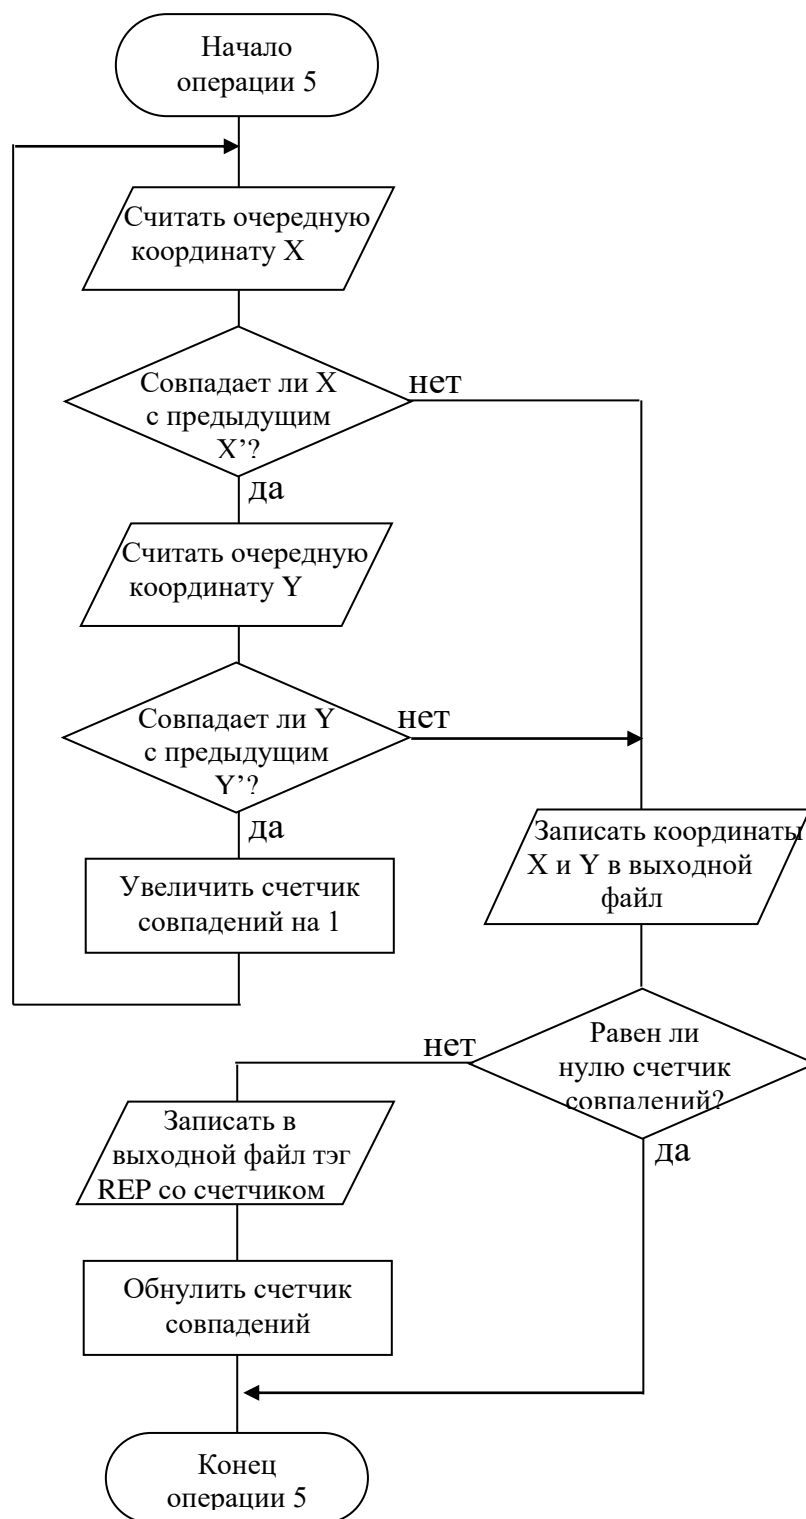 Начало
операции 5
Считать очередную
координату X
Совпадает ли X
с предыдущим
X’?
нет
да
Считать очередную
координату Y
Совпадает ли Y
с предыдущим
Y’?
нет
да
Увеличить счетчик
совпадений на 1
Записать координаты
X и Y в выходной
файл
Равен ли
нулю счетчик
совпадений?
нет
да
Записать в
выходной файл тэг
REP со счетчиком
Обнулить счетчик
совпадений
Конец
операции 5